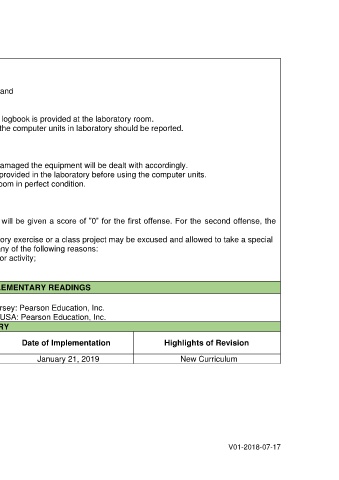 and
logbook is provided at the laboratory room.
the computer units in laboratory should be reported.
amaged the equipment will be dealt with accordingly.
provided in the laboratory before using the computer units.
oom in perfect condition.
will be given a score of "0" for the first offense. For the second offense, the
ory exercise or a class project may be excused and allowed to take a special
any of the following reasons:
or activity;
LEMENTARY READINGS
rsey: Pearson Education, Inc.
USA: Pearson Education, Inc.
RY
Date of Implementation Highlights of Revision
January 21, 2019 New Curriculum
V01-2018-07-17